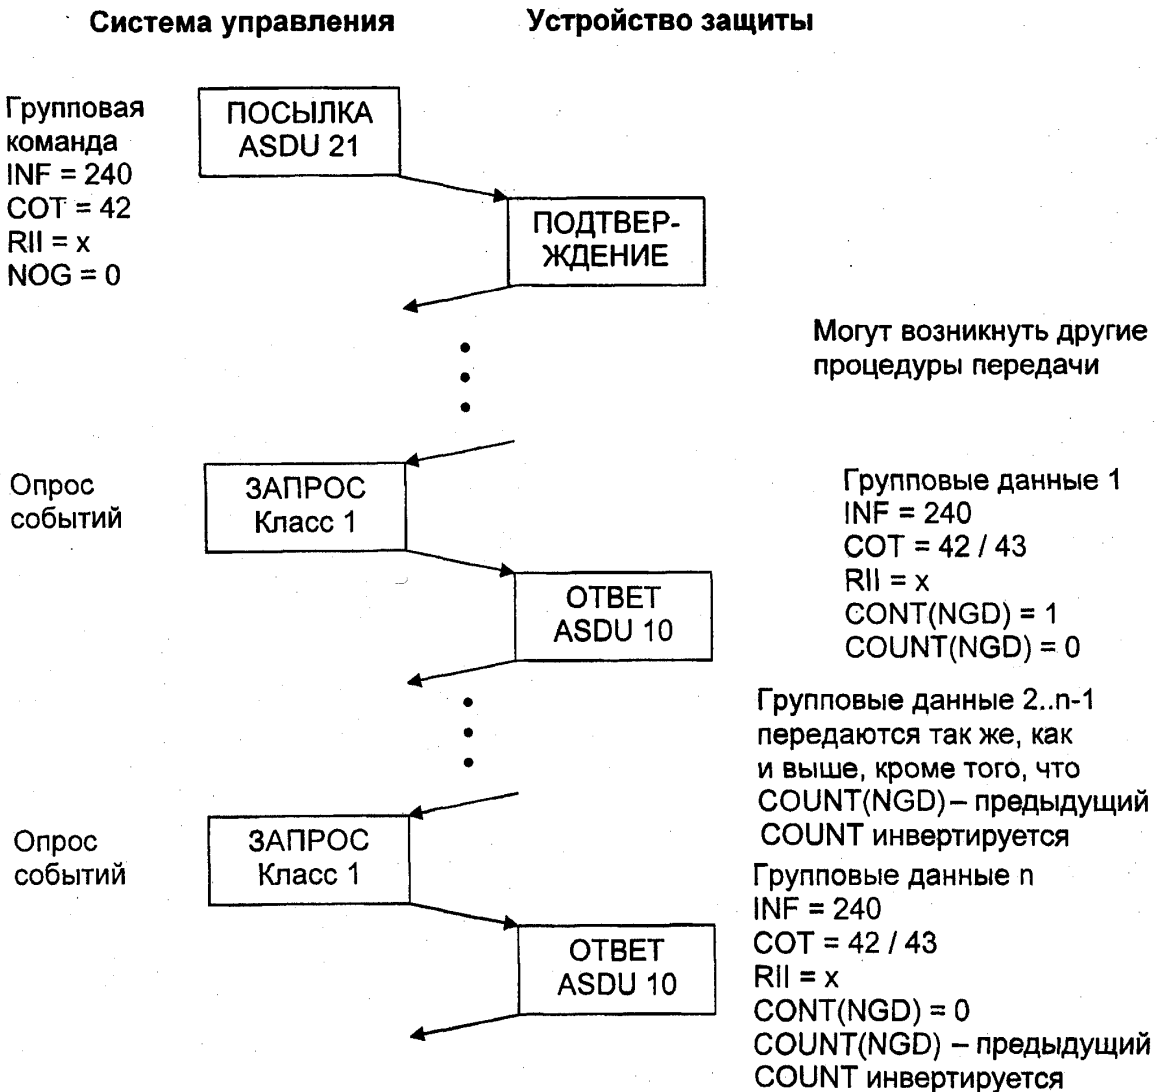 Система управления
Устройство защиты
Групповая
команда
INF = 240
COT = 42
RII = x
NOG = 0
ПОСЫЛКА
ASDU 21
ПОДТВЕР-
ЖДЕНИЕ
Могут возникнуть другие
процедуры передачи
Опрос
событий
ЗАПРОС
Класс 1
ОТВЕТ
ASDU 10
Групповые данные 1
INF = 240
COT = 42 / 43
RII = x
CONT(NGD) = 1
COUNT(NGD) = 0
Групповые данные 2..n-1
передаются так же, как
и выше, кроме того, что
COUNT(NGD) – предыдущий
COUNT инвертируется
Опрос
событий
ЗАПРОС
Класс 1
ОТВЕТ
ASDU 10
Групповые данные n
INF = 240
COT = 42 / 43
RII = x
CONT(NGD) = 0
COUNT(NGD) – предыдущий
COUNT инвертируется